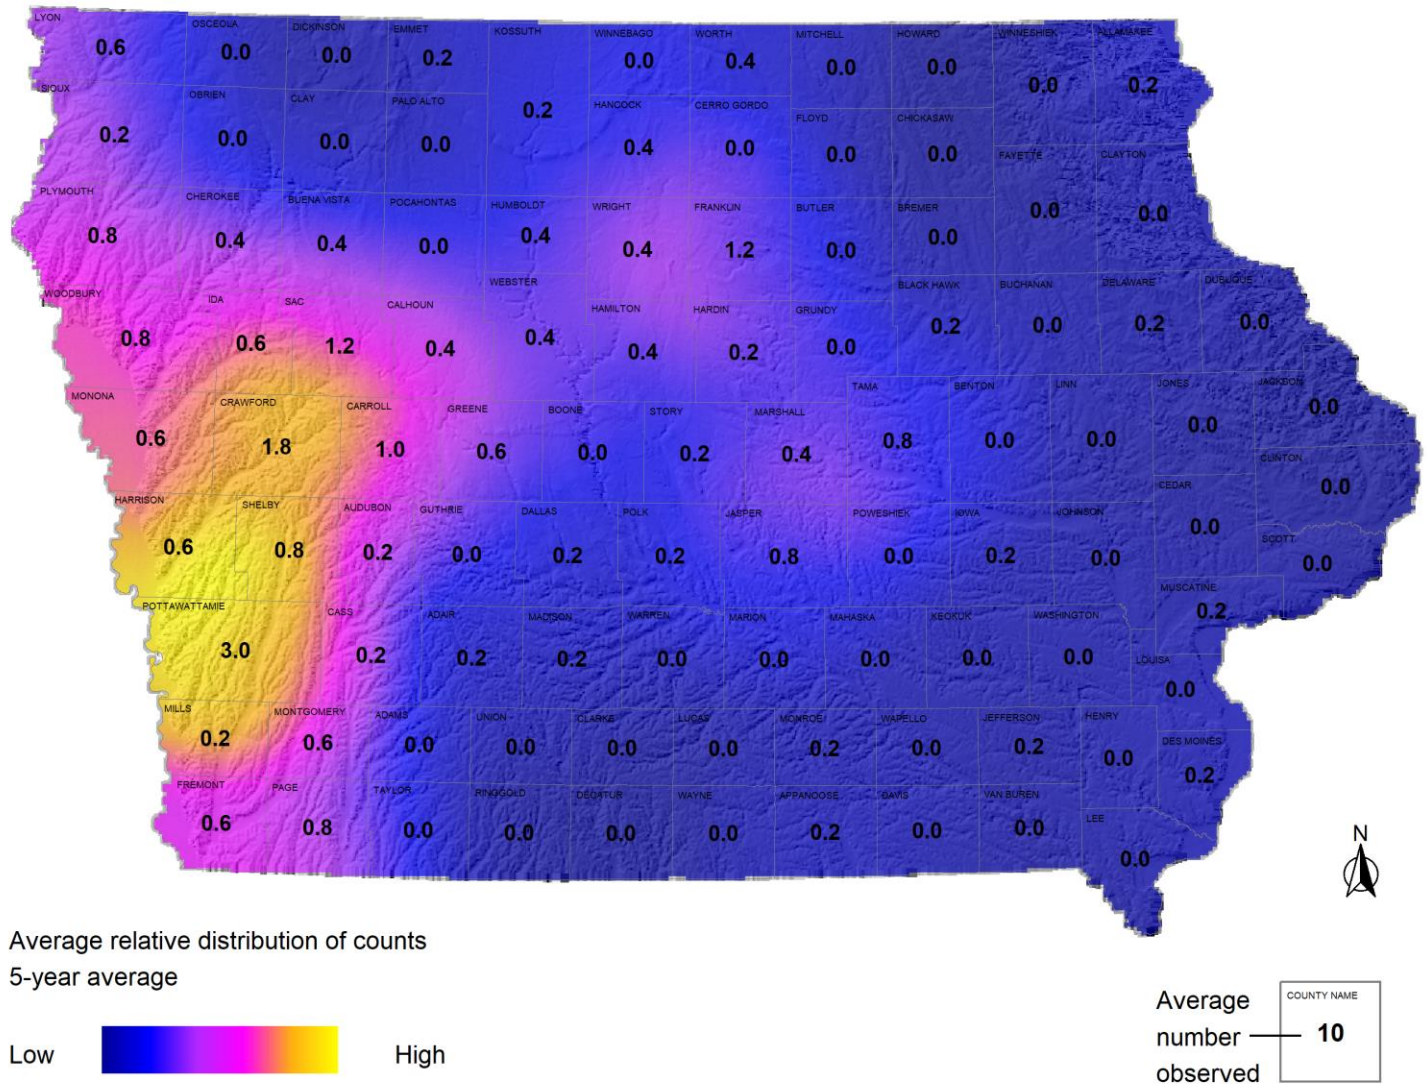 LYON OSCEOLA DICKINSON EMMET KOSSUTH WINNEBAGO WORTH MITCHELL HOWARD WINNESHIEK ALLAMAKEE
0.6 0.0 0.0 0.2 0.2 0.0 0.4 0.0 0.0 0.0 0.2
SIOUX OBRIEN CLAY PALO ALTO HANCOCK CERRO GORDO FLOYD CHICKASAW
0.2 0.0 0.0 0.0 0.4 0.0 0.0 0.0
FAYETTE CLAYTON
0.0 0.0
PLYMOUTH CHEROKEE BUENA VISTA POCAHONTAS HUMBOLDT WRIGHT FRANKLIN BUTLER BREMER
0.8 0.4 0.4 0.0 0.4 0.4 1.2 0.0 0.0
WOODBURY IDA SAC CALHOUN WEBSTER HAMILTON HARDIN GRUNDY BLACK HAWK BUCHANAN DELAWARE DUBUQUE
0.8 0.6 1.2 0.4 0.4 0.4 0.2 0.0 0.2 0.0 0.2 0.0
MONONA CRAWFORD CARROLL GREENE BOONE STORY MARSHALL TAMA BENTON LINN JONES JACKSON
0.6 1.8 1.0 0.6 0.0 0.2 0.4 0.8 0.0 0.0 0.0 0.0
CLINTON
0.0
HARRISON SHELBY AUDUBON GUTHRIE DALLAS POLK JASPER POWESHIEK IOWA JOHNSON CEDAR SCOTT
0.6 0.8 0.2 0.0 0.2 0.2 0.8 0.0 0.2 0.0 0.0 0.0
MUSCATINE
0.2
POTTAWATTAMIE CASS ADAIR MADISON WARREN MARION MAHASKA KEOKUK WASHINGTON LOUISA
3.0 0.2 0.2 0.2 0.0 0.0 0.0 0.0 0.0 0.0
MILLS MONTGOMERY ADAMS UNION CLARKE LUCAS MONROE WAPELLO JEFFERSON HENRY DES MOINES
0.2 0.6 0.0 0.0 0.0 0.0 0.2 0.0 0.2 0.0 0.2
FREMONT PAGE TAYLOR RINGGOLD DECATUR WAYNE APPANOOSE DAVIS VAN BUREN LEE
0.6 0.8 0.0 0.0 0.0 0.0 0.2 0.0 0.0 0.0
N
Average relative distribution of counts
5-year average
Low High
Average
number
observed
COUNTY NAME
10